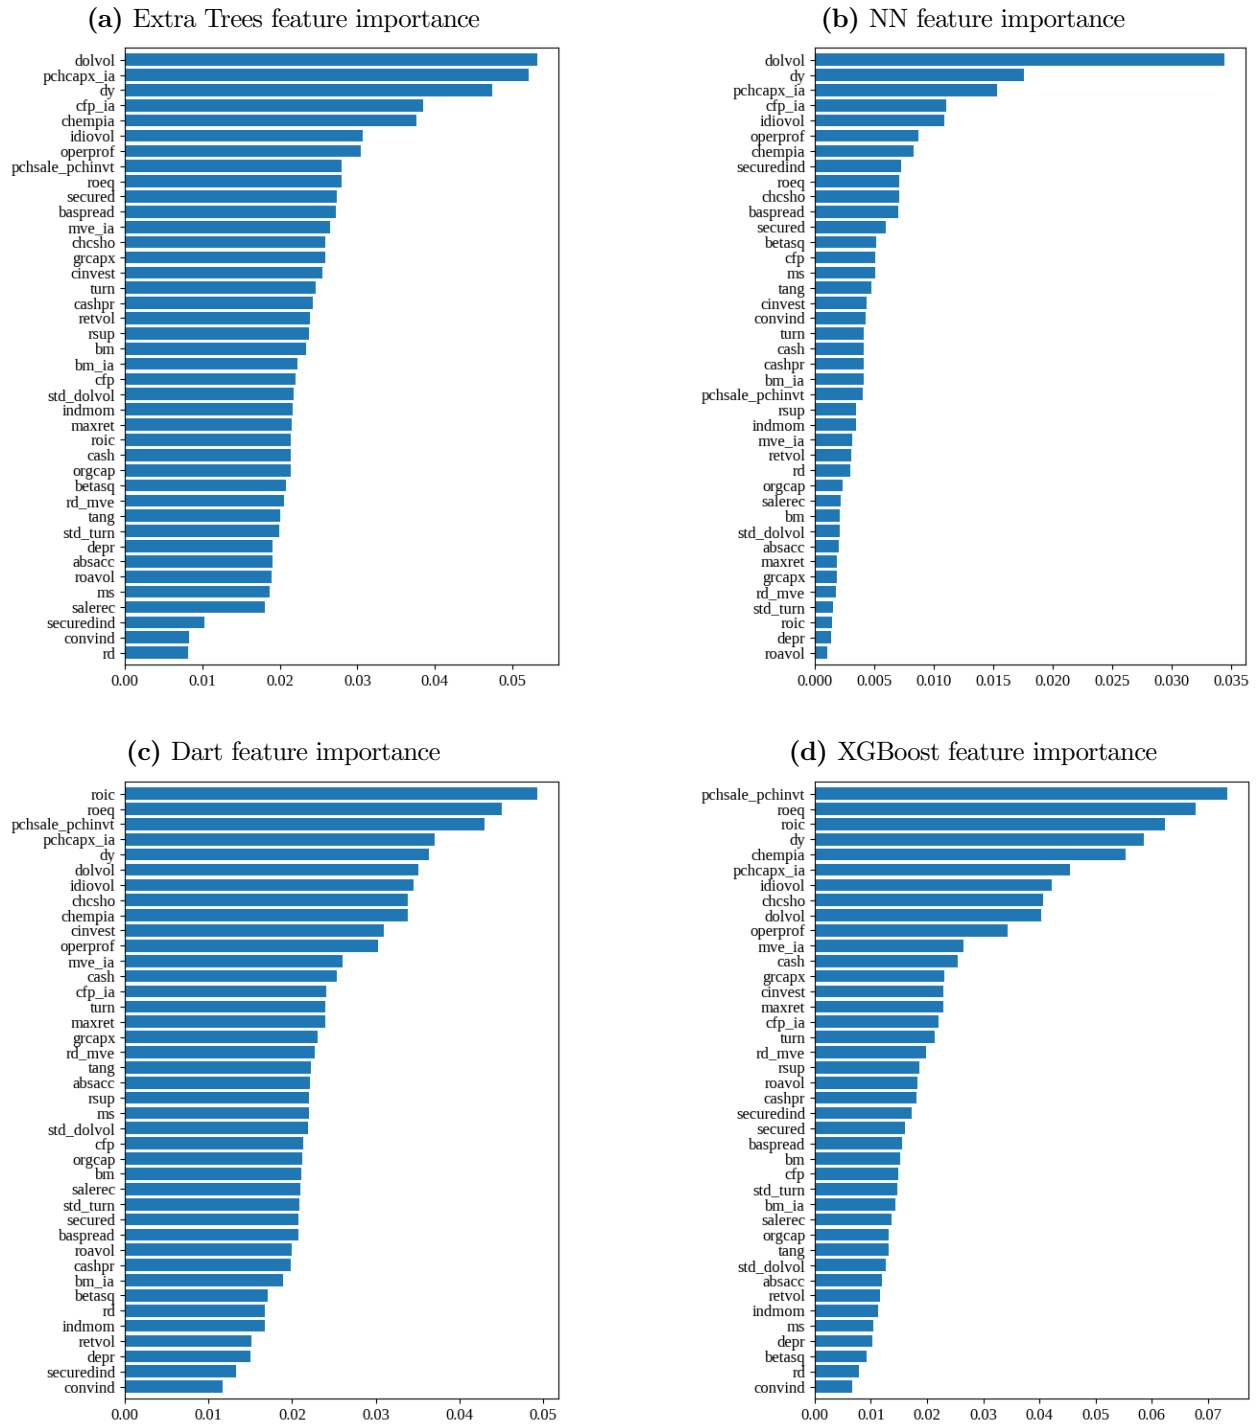 (a) Extra Trees feature importance
dolvol
pchcapx_ia
dy
cfp_ia
chempia
idiovol
operprof
pchsale_pchinvt
roeq
secured
baspread
mve_ia
chcsho
grcapx
cinvest
turn
cashpr
retvol
rsup
bm
bm_ia
cfp
std_dolvol
indmom
maxret
roic
cash
orgcap
betasq
rd_mve
tang
std_turn
depr
absacc
roavol
ms
salerec
securedind
convind
rd
0.00 0.01 0.02 0.03 0.04 0.05
(b) NN feature importance
dolvol
dy
pchcapx_ia
cfp_ia
idiovol
operprof
chempia
securedind
roeq
chcsho
baspread
secured
betasq
cfp
ms
tang
cinvest
convind
turn
cash
cashpr
bm_ia
pchsale_pchinvt
rsup
indmom
mve_ia
retvol
rd
orgcap
salerec
bm
std_dolvol
absacc
maxret
grcapx
rd_mve
std_turn
roic
depr
roavol
0.000 0.005 0.010 0.015 0.020 0.025 0.030 0.035
(c) Dart feature importance
roic
roeq
pchsale_pchinvt
pchcapx_ia
dy
dolvol
idiovol
chcsho
chempia
cinvest
operprof
mve_ia
cash
cfp_ia
turn
maxret
grcapx
rd_mve
tang
absacc
rsup
ms
std_dolvol
cfp
orgcap
bm
salerec
std_turn
secured
baspread
roavol
cashpr
bm_ia
betasq
rd
indmom
retvol
depr
securedind
convind
0.00 0.01 0.02 0.03 0.04 0.05
(d) XGBoost feature importance
pchsale_pchinvt
roeq
roic
dy
chempia
pchcapx_ia
idiovol
chcsho
dolvol
operprof
mve_ia
cash
grcapx
cinvest
maxret
cfp_ia
turn
rd_mve
rsup
roavol
cashpr
securedind
secured
baspread
bm
cfp
std_turn
bm_ia
salerec
orgcap
tang
std_dolvol
absacc
retvol
indmom
ms
depr
betasq
rd
convind
0.00 0.01 0.02 0.03 0.04 0.05 0.06 0.07